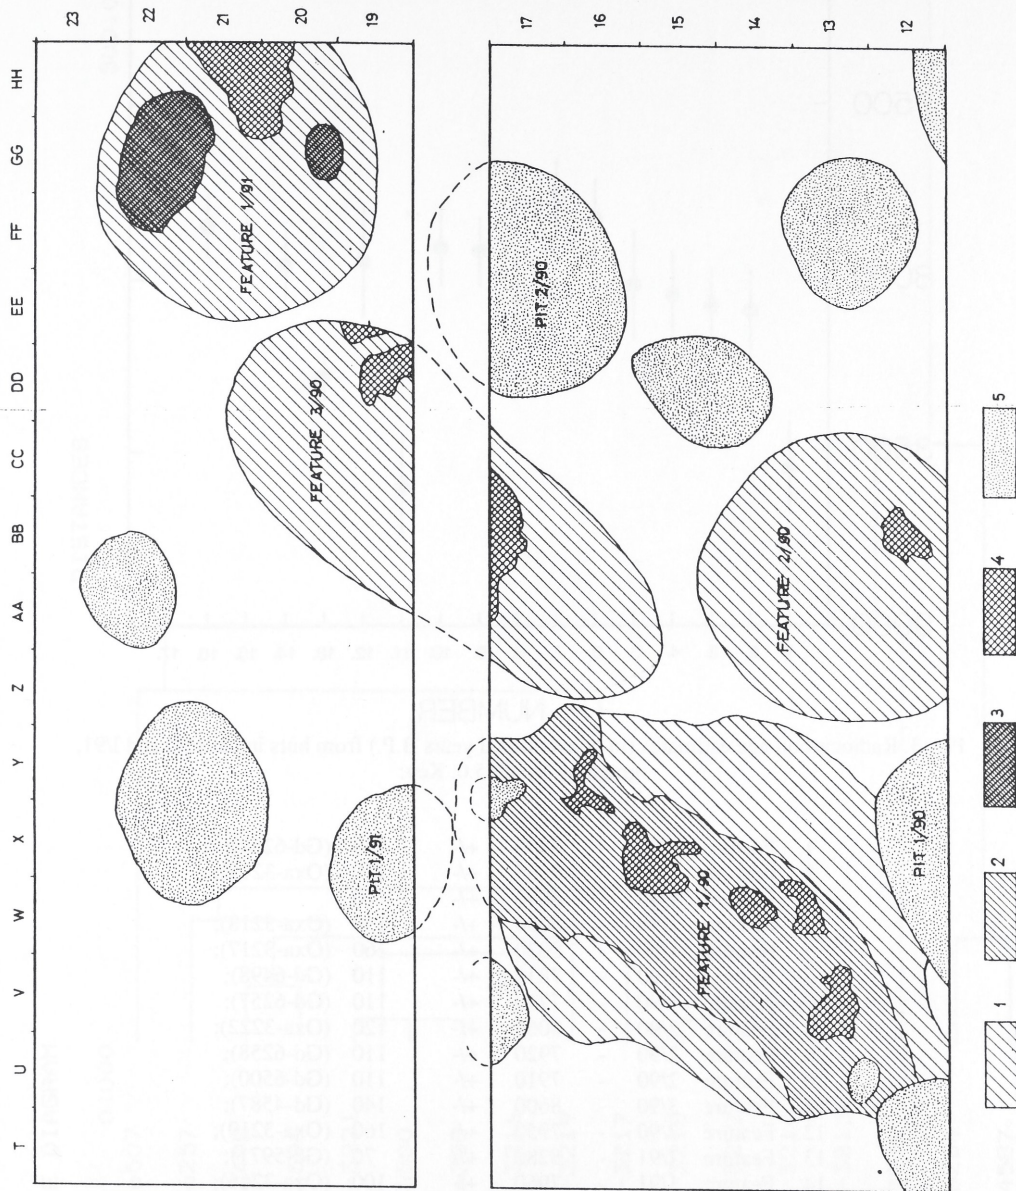 T U V W X Y Z AA BB CC DD EE FF GG HH
23
22
21
20
19
FEATURE 1/91
FEATURE 3/90
PIT 1/91
17
16
15
14
13
12
PIT 2/90
FEATURE 1/90
FEATURE 2/90
PIT 1/90
1 2 3 4 5